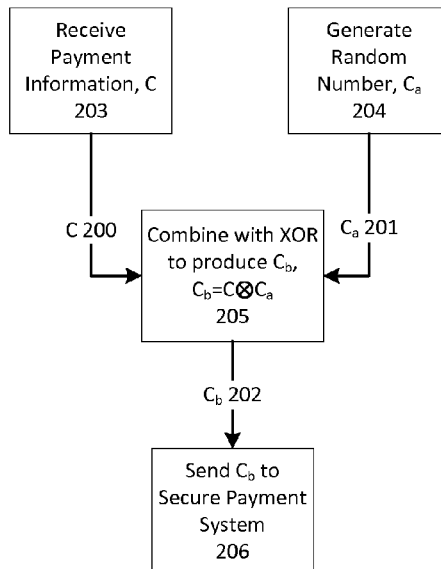 Receive
Payment
Information, C
203
Generate
Random
Number, Cₐ
204
C 200
Cₐ 201
Combine with XOR
to produce C_b,
C_b=C⊗Cₐ
205
C_b 202
Send C_b to
Secure Payment
System
206